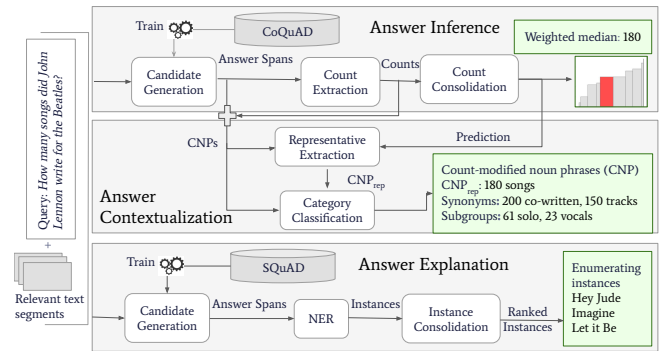 Query: How many songs did John
Lennon write for the Beatles?
+
Relevant text
segments
Answer Inference
Train
CoQuAD
Weighted median: 180
Candidate
Generation
Answer Spans
Count
Extraction
Counts
Count
Consolidation
Answer
Contextualization
CNPs
Representative
Extraction
Prediction
CNPrep
Category
Classification
Count-modified noun phrases (CNP)
CNPrep: 180 songs
Synonyms: 200 co-written, 150 tracks
Subgroups: 61 solo, 23 vocals
Answer Explanation
Train
SQuAD
Candidate
Generation
Answer Spans
NER
Instances
Instance
Consolidation
Ranked
Instances
Enumerating
instances
Hey Jude
Imagine
Let it Be